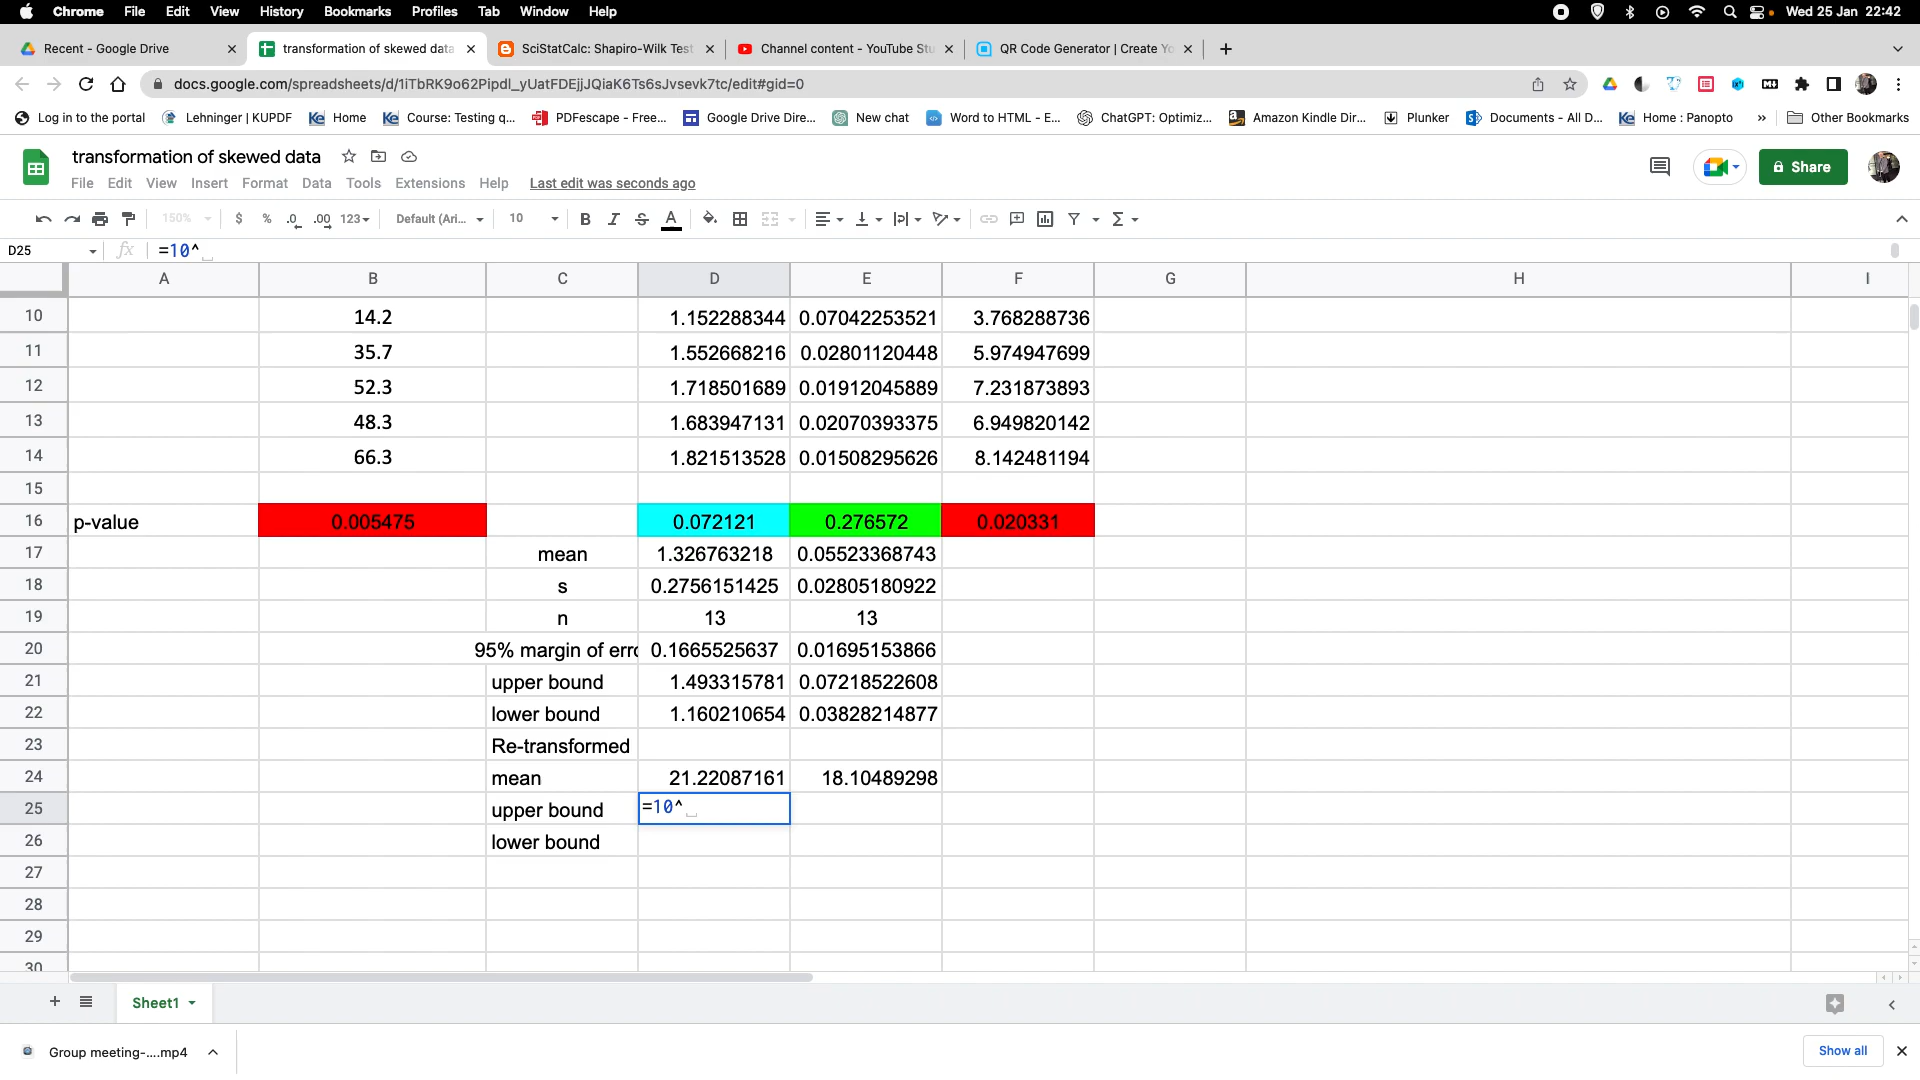 Chrome File Edit View History Bookmarks Profiles Tab Window Help Wed 25 Jan 22:42
Recent - Google Drive transformation of skewed data SciStatCalc: Shapiro-Wilk Test Channel content - YouTube Stu QR Code Generator | Create Yo
docs.google.com/spreadsheets/d/1iTbRK9o62Pipdl_yUatFDEjjJQiaK6Ts6sJvsevk7tc/edit#gid=0
Log in to the portal Lehninger | KUPDF Home Course: Testing q... PDFescape - Free... Google Drive Dire... New chat Word to HTML - E... ChatGPT: Optimiz... Amazon Kindle Dir... Plunker Documents - All D... Home : Panopto » Other Bookmarks
transformation of skewed data
File Edit View Insert Format Data Tools Extensions Help Last edit was seconds ago
Share
150% $ % .0 .00 123 Default (Ari... 10 B I S A Σ
D25 fx =10^
A B C D E F G H I
10 14.2 1.152288344 0.07042253521 3.768288736
11 35.7 1.552668216 0.02801120448 5.974947699
12 52.3 1.718501689 0.01912045889 7.231873893
13 48.3 1.683947131 0.02070393375 6.949820142
14 66.3 1.821513528 0.01508295626 8.142481194
15
16 p-value 0.005475 0.072121 0.276572 0.020331
17 mean 1.326763218 0.05523368743
18 s 0.2756151425 0.02805180922
19 n 13 13
20 95% margin of erro 0.1665525637 0.01695153866
21 upper bound 1.493315781 0.07218522608
22 lower bound 1.160210654 0.03828214877
23 Re-transformed
24 mean 21.22087161 18.10489298
25 upper bound =10^
26 lower bound
27
28
29
30
Sheet1
Group meeting-....mp4 Show all